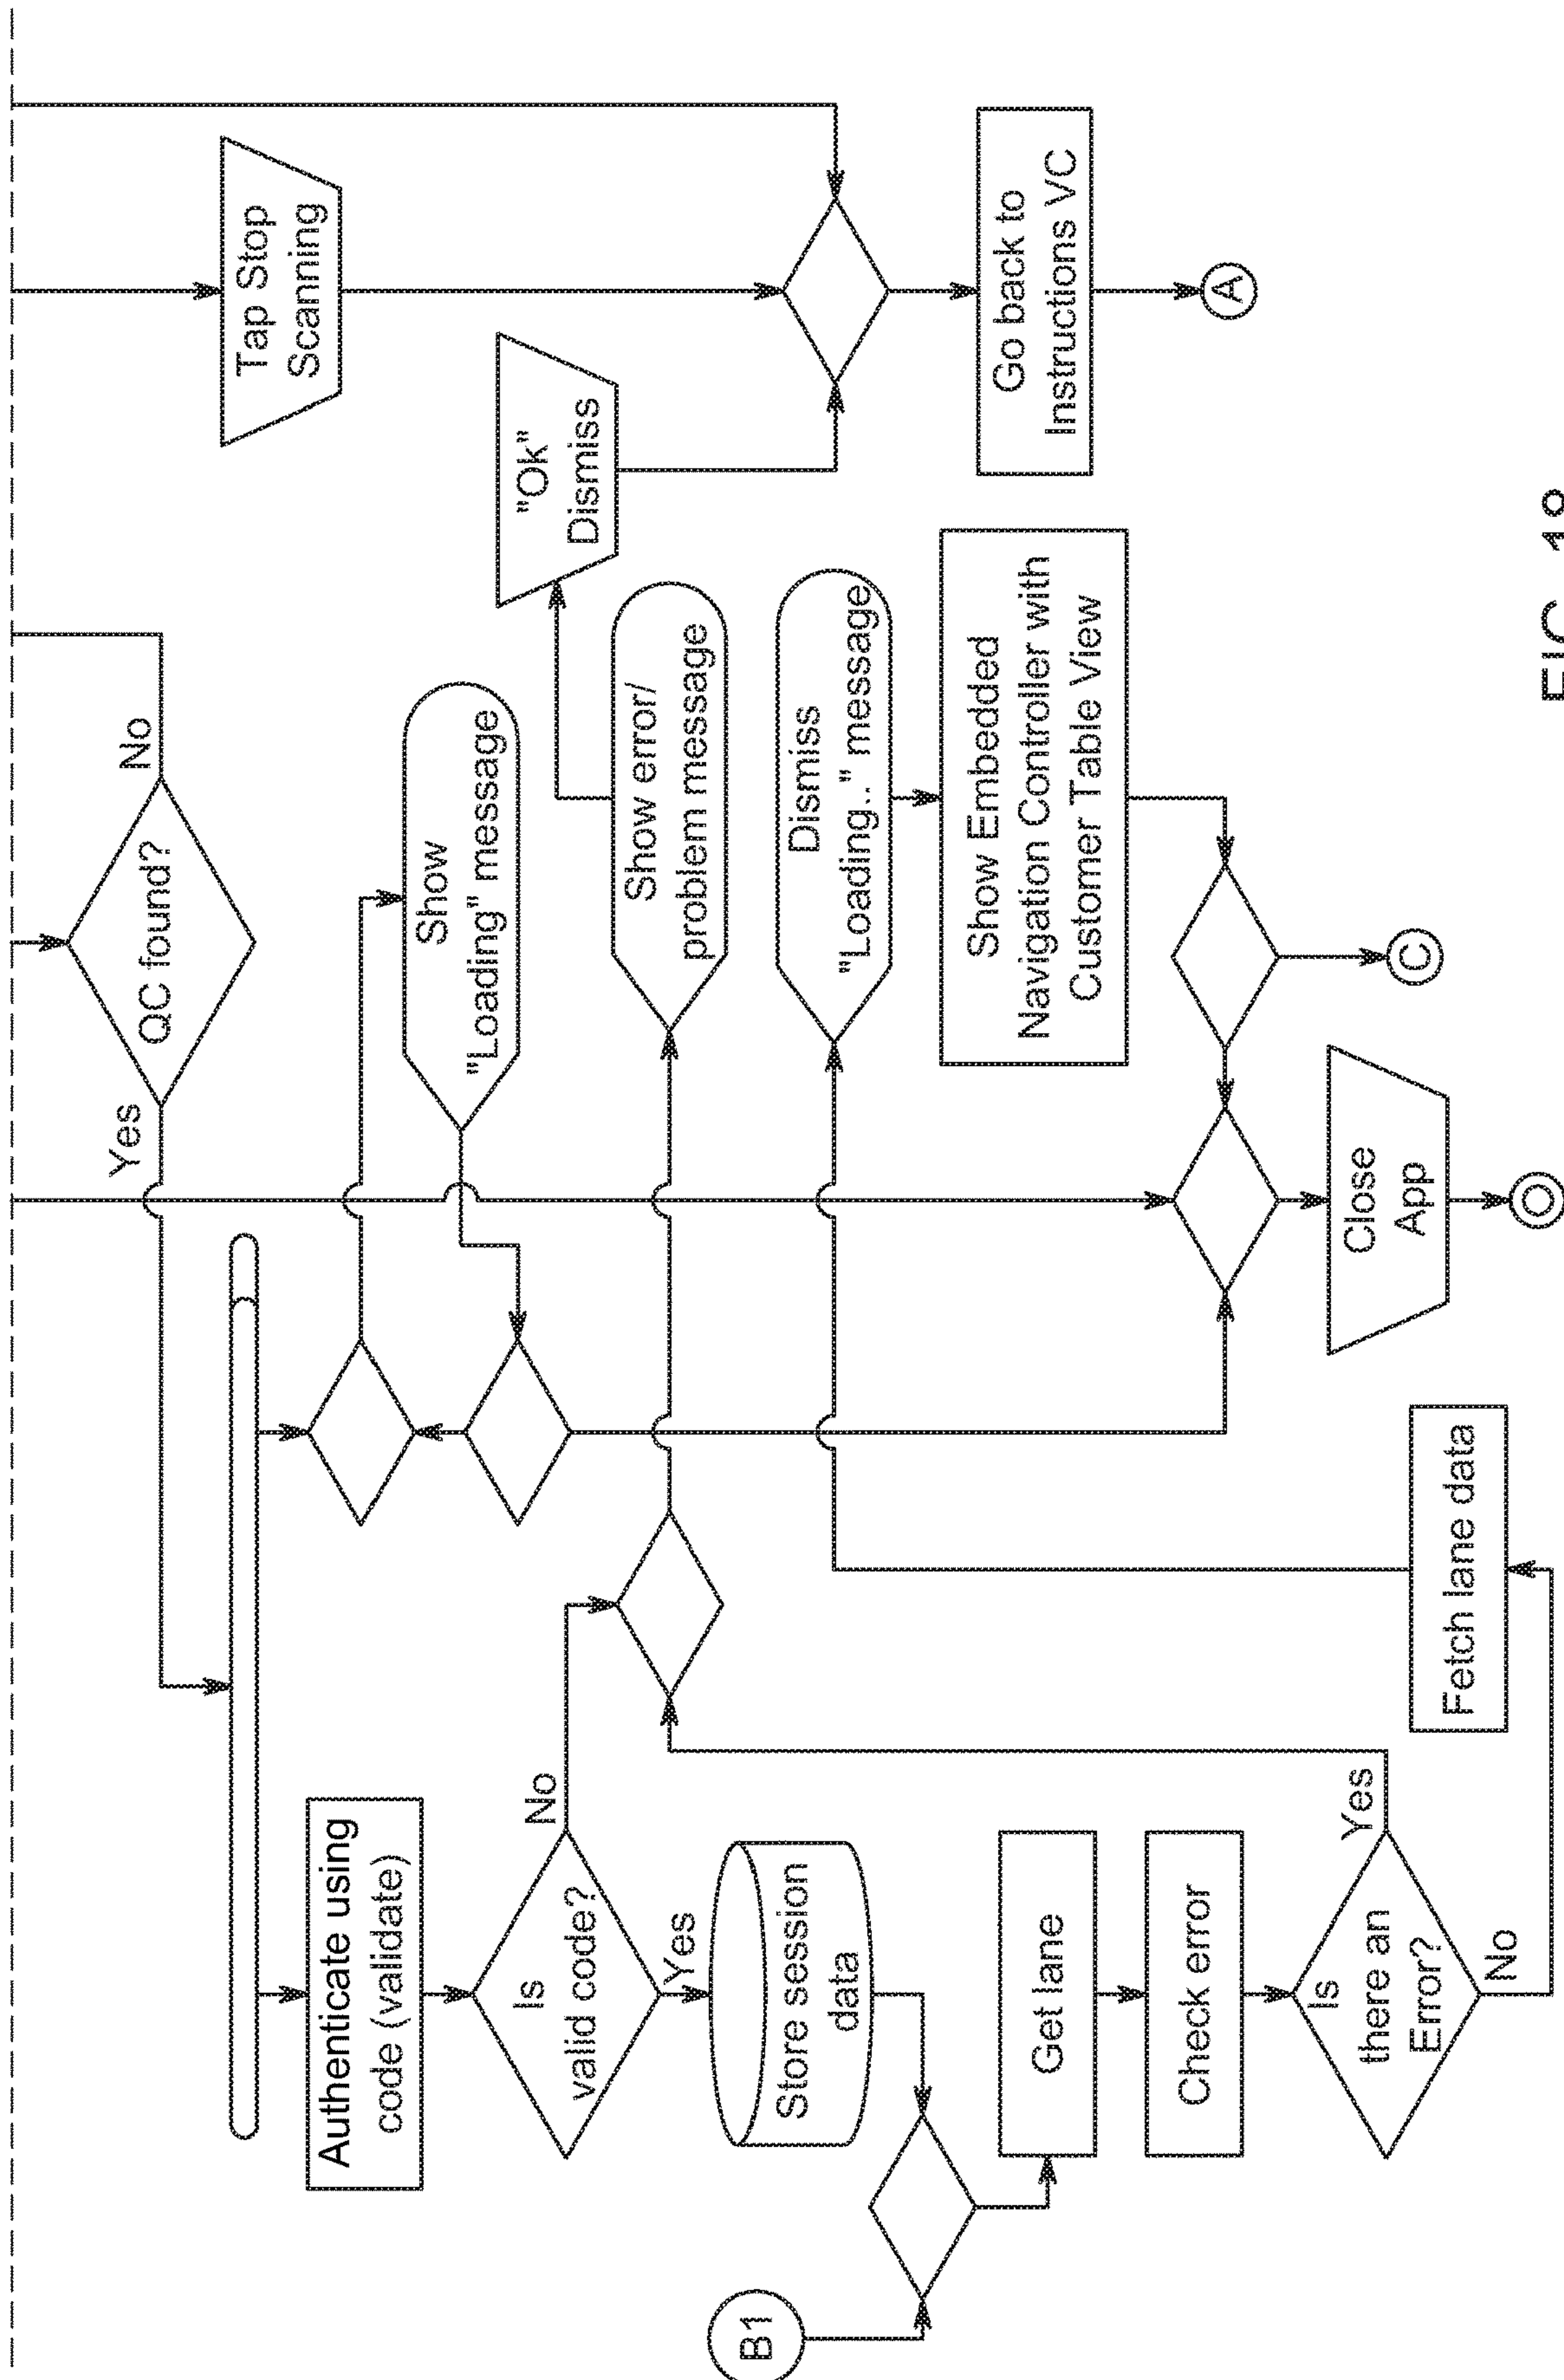 Yes
QC found?
No
Tap Stop
Scanning
Authenticate using
code (validate)
Show
"Loading" message
Is
valid code?
No
Yes
"Ok"
Dismiss
Show error/
problem message
Store session
data
Dismiss
"Loading.." message
B1
Get lane
Show Embedded
Navigation Controller with
Customer Table View
Go back to
Instructions VC
Check error
A
Is
there an
Error?
Yes
No
Close
App
C
Fetch lane data
FIG.